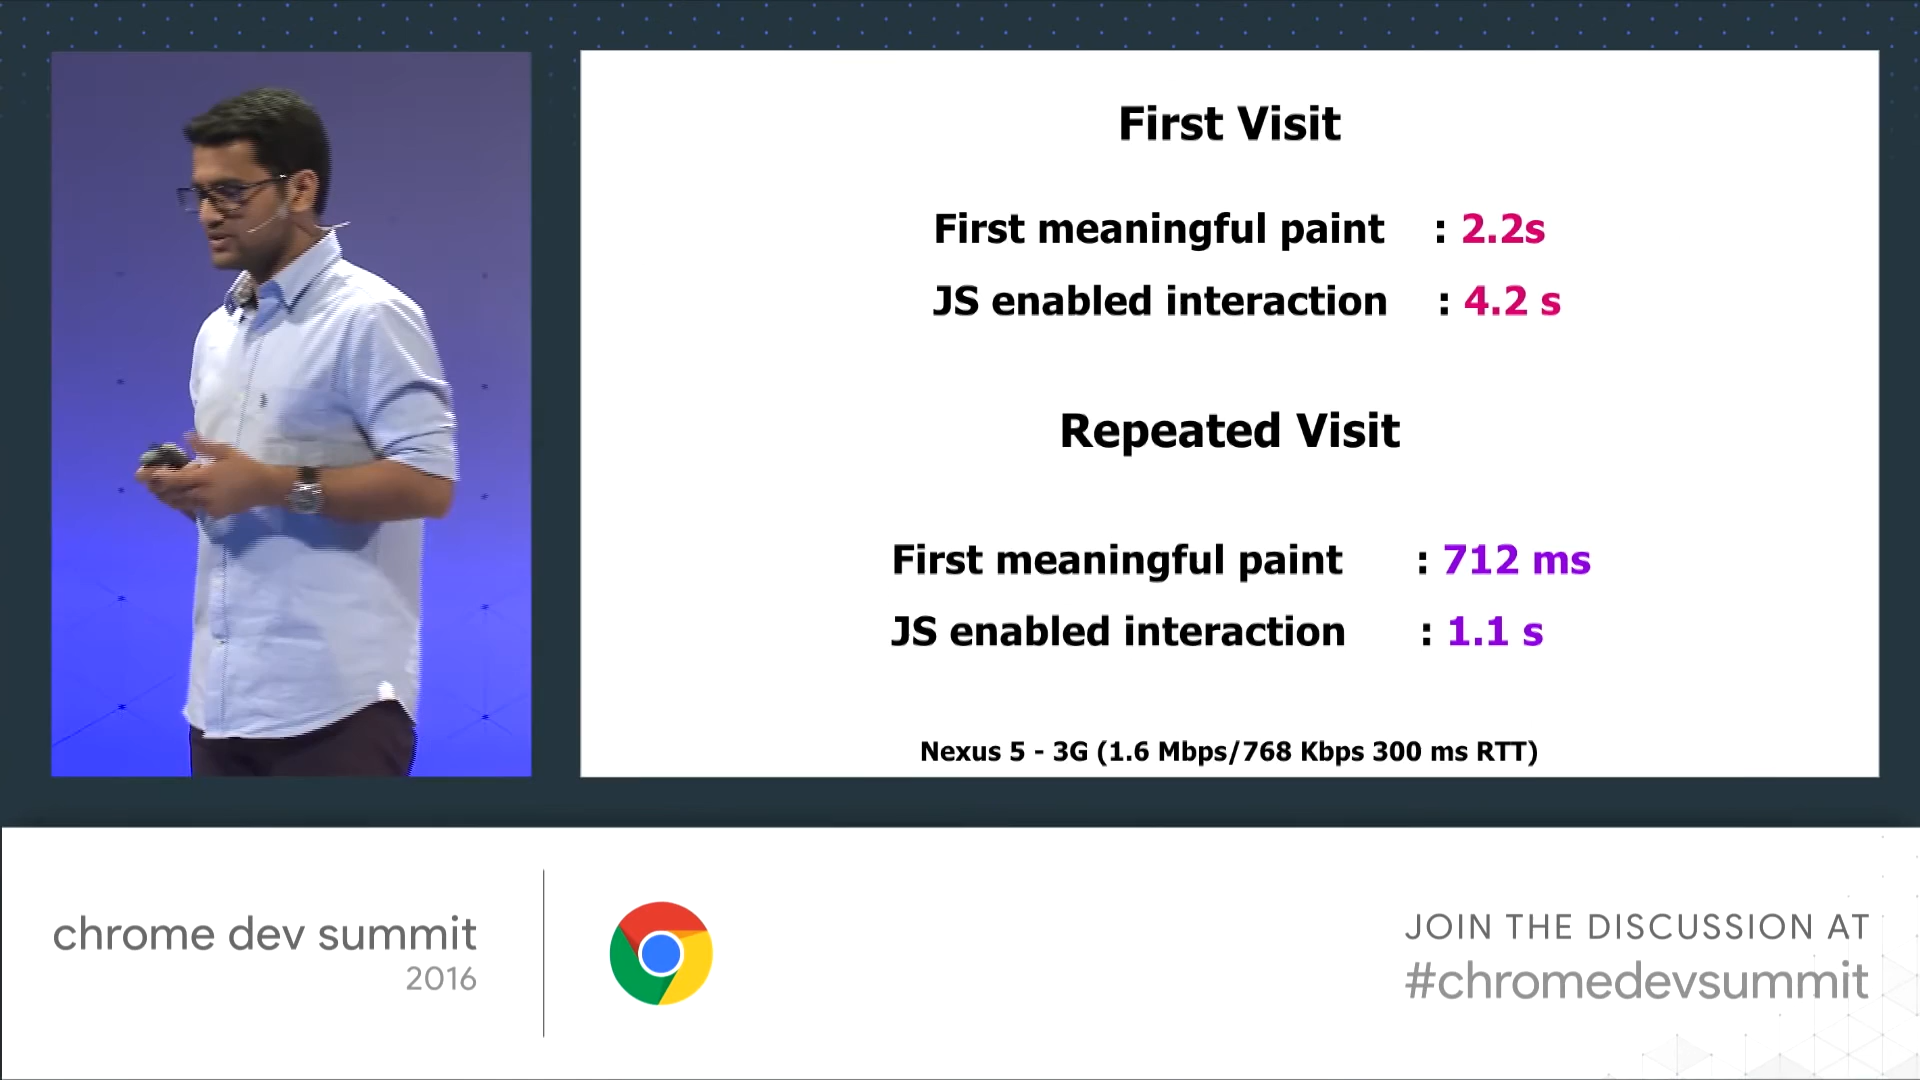 First Visit
First meaningful paint : 2.2s
JS enabled interaction : 4.2 s
Repeated Visit
First meaningful paint : 712 ms
JS enabled interaction : 1.1 s
Nexus 5 - 3G (1.6 Mbps/768 Kbps 300 ms RTT)
chrome dev summit
2016
JOIN THE DISCUSSION AT
#chromedevsummit